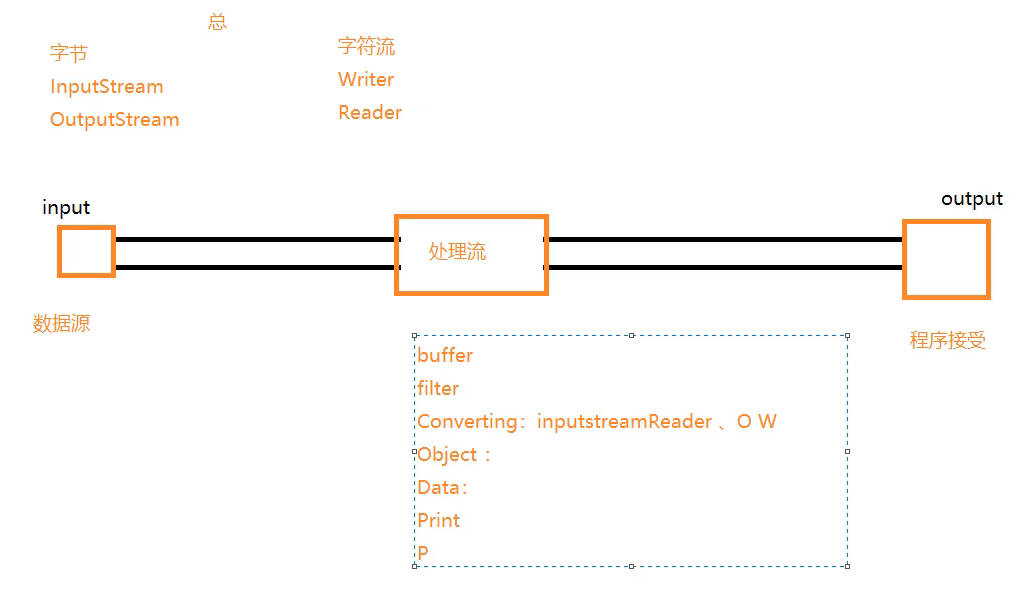 总
字节
InputStream
OutputStream
字符流
Writer
Reader
input
output
处理流
数据源
程序接受
buffer
filter
Converting：inputstreamReader 、O W
Object ：
Data：
Print
P